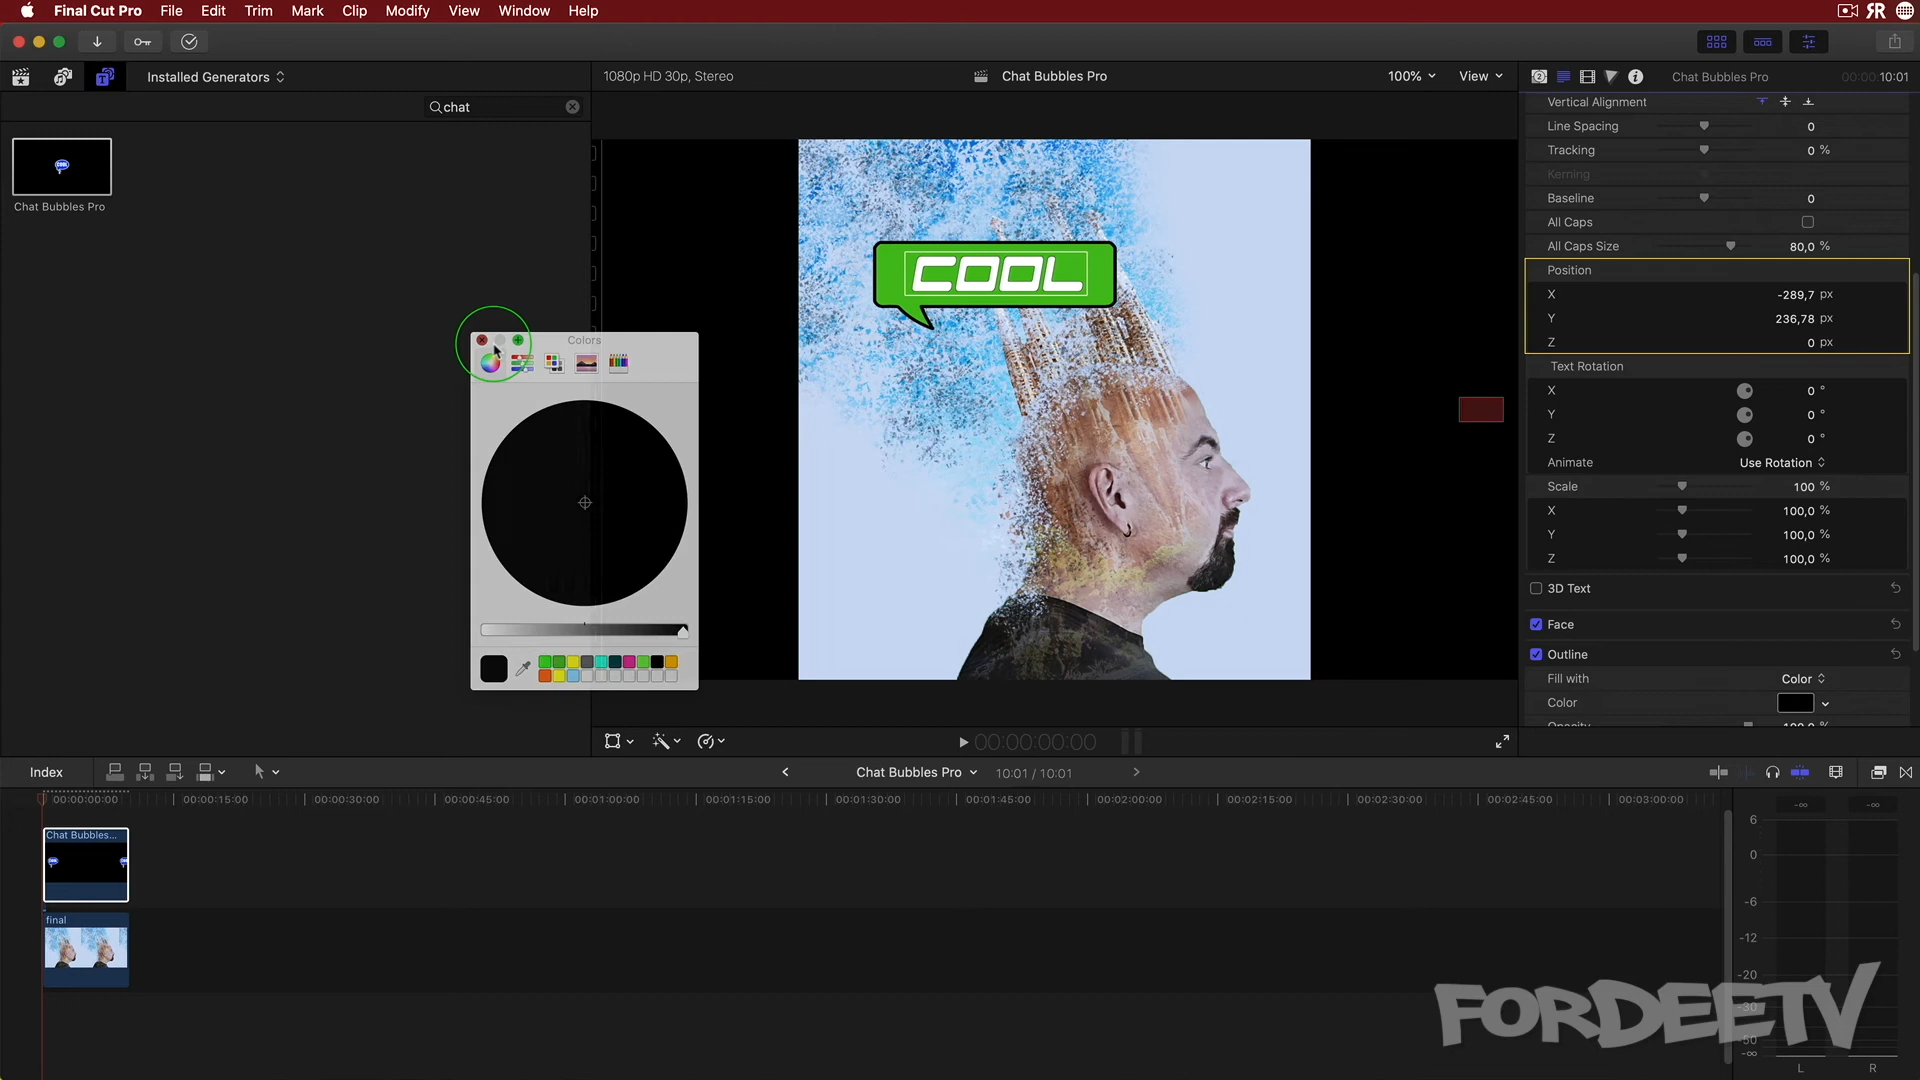 Final Cut Pro File Edit Trim Mark Clip Modify View Window Help
Installed Generators
chat
Chat Bubbles Pro
1080p HD 30p, Stereo
Chat Bubbles Pro
100%
View
Chat Bubbles Pro
00:00:10:01
COOL
Colors
Vertical Alignment
Line Spacing 0
Tracking 0 %
Kerning
Baseline 0
All Caps
All Caps Size 80,0 %
Position
X -289,7 px
Y 236,78 px
Z 0 px
Text Rotation
X 0 °
Y 0 °
Z 0 °
Animate Use Rotation
Scale 100 %
X 100,0 %
Y 100,0 %
Z 100,0 %
3D Text
Face
Outline
Fill with Color
Color
Opacity 100,0 %
00:00:00:00
Index
Chat Bubbles Pro
10:01 / 10:01
00:00:00:00 00:00:15:00 00:00:30:00 00:00:45:00 00:01:00:00 00:01:15:00 00:01:30:00 00:01:45:00 00:02:00:00 00:02:15:00 00:02:30:00 00:02:45:00 00:03:00:00
Chat Bubbles...
final
-∞ -∞
6
0
-6
-12
-20
-30
-50
-∞
L R
FORDEETV